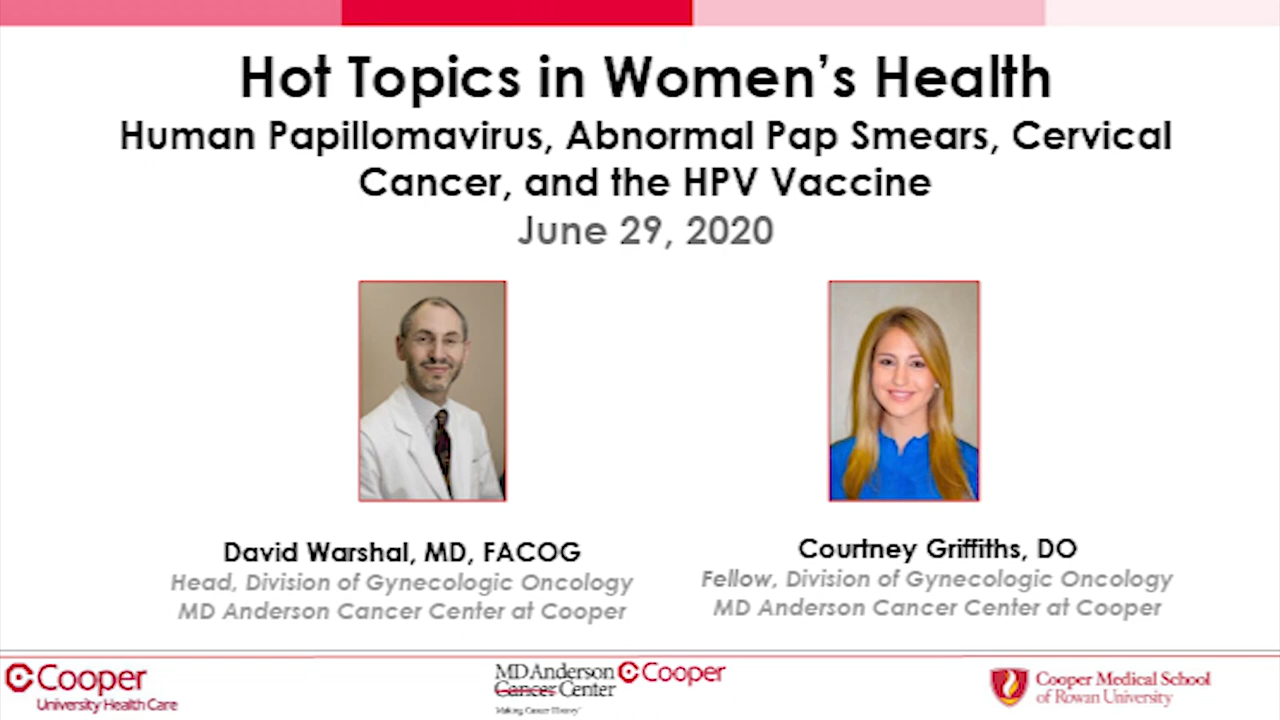 Hot Topics in Women's Health
Human Papillomavirus, Abnormal Pap Smears, Cervical
Cancer, and the HPV Vaccine
June 29, 2020
David Warshal, MD, FACOG
Head, Division of Gynecologic Oncology
MD Anderson Cancer Center at Cooper
Courtney Griffiths, DO
Fellow, Division of Gynecologic Oncology
MD Anderson Cancer Center at Cooper
Cooper
University Health Care
MD Anderson Cooper
Cancer Center
Making Cancer History®
Cooper Medical School
of Rowan University